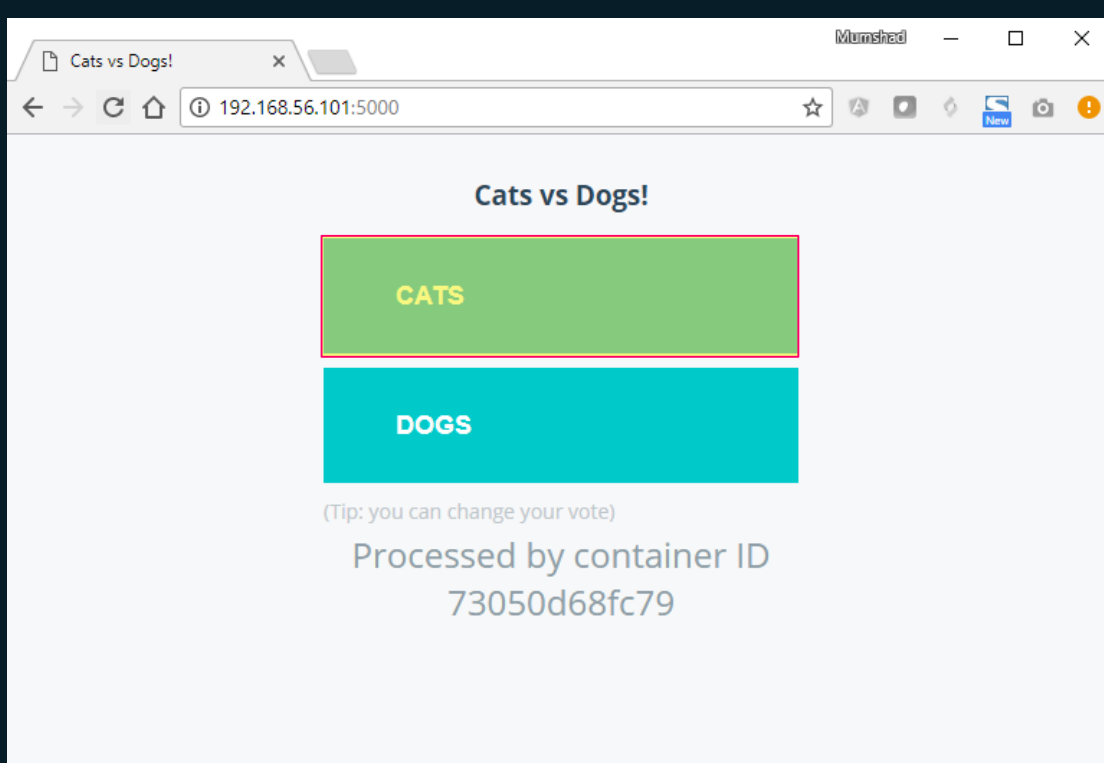 Mumshad
Cats vs Dogs!
192.168.56.101:5000
New
Cats vs Dogs!
CATS
DOGS
(Tip: you can change your vote)
Processed by container ID
73050d68fc79